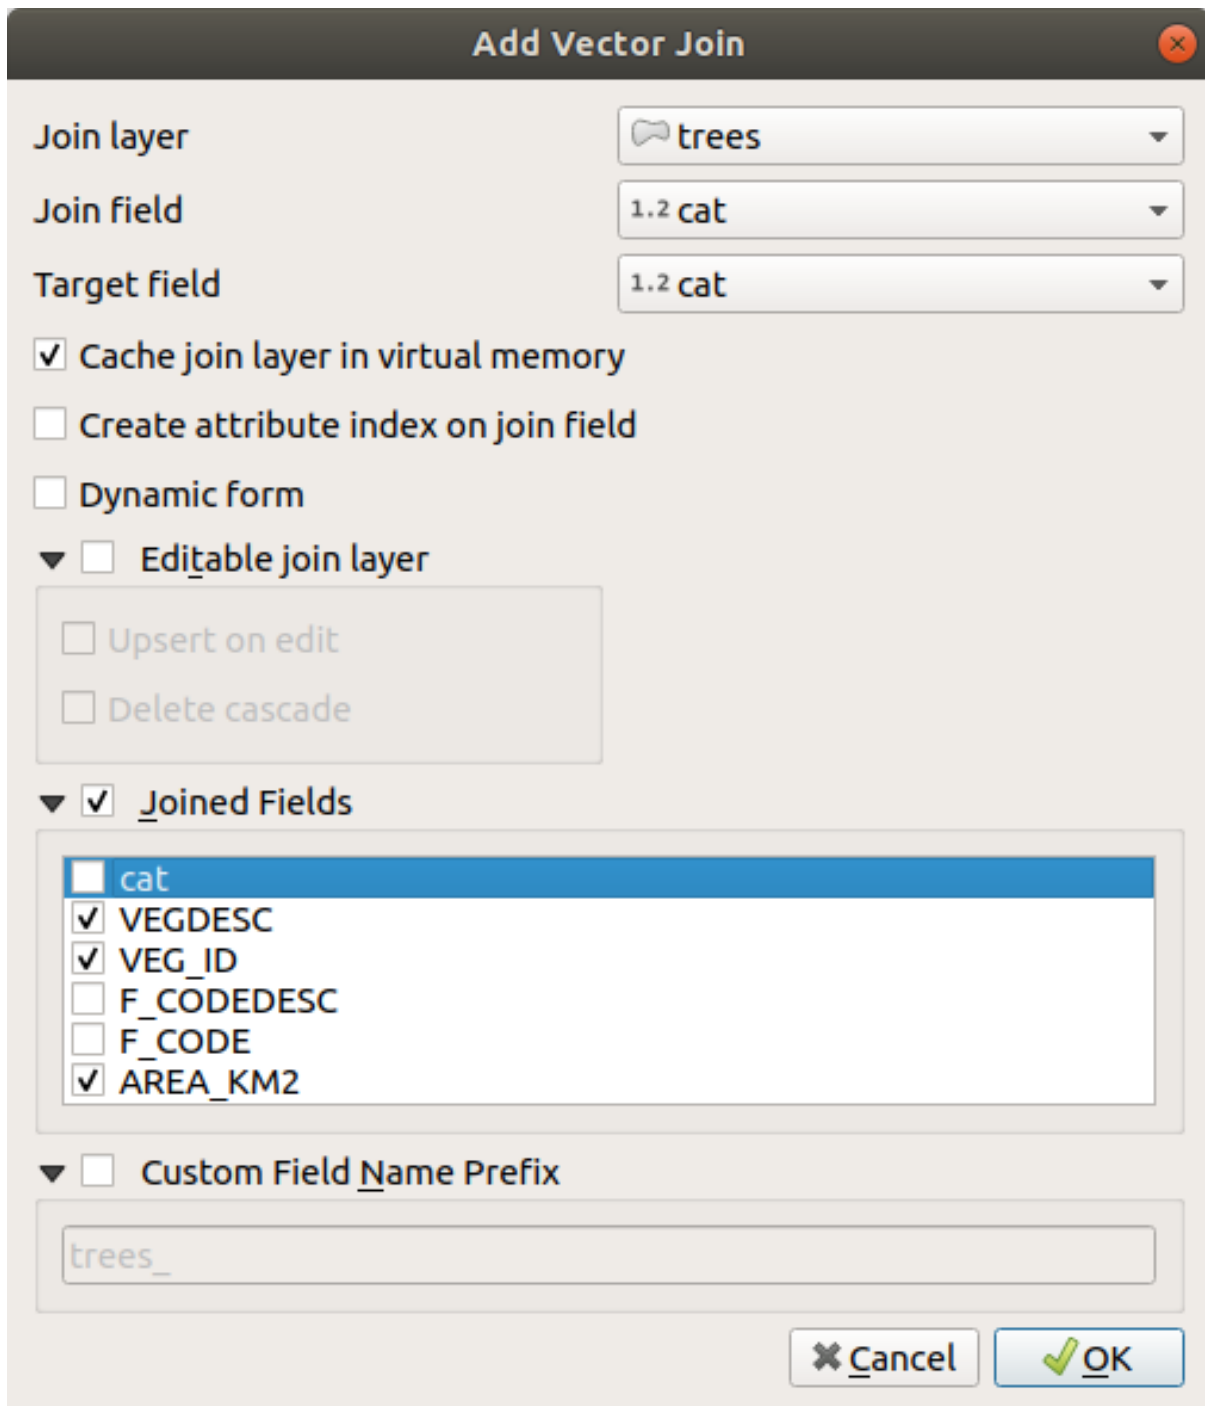 Add Vector Join
Join layer
trees
Join field
1.2 cat
Target field
1.2 cat
Cache join layer in virtual memory
Create attribute index on join field
Dynamic form
Editable join layer
Upsert on edit
Delete cascade
Joined Fields
cat
VEGDESC
VEG_ID
F_CODEDESC
F_CODE
AREA_KM2
Custom Field Name Prefix
trees_
Cancel
OK